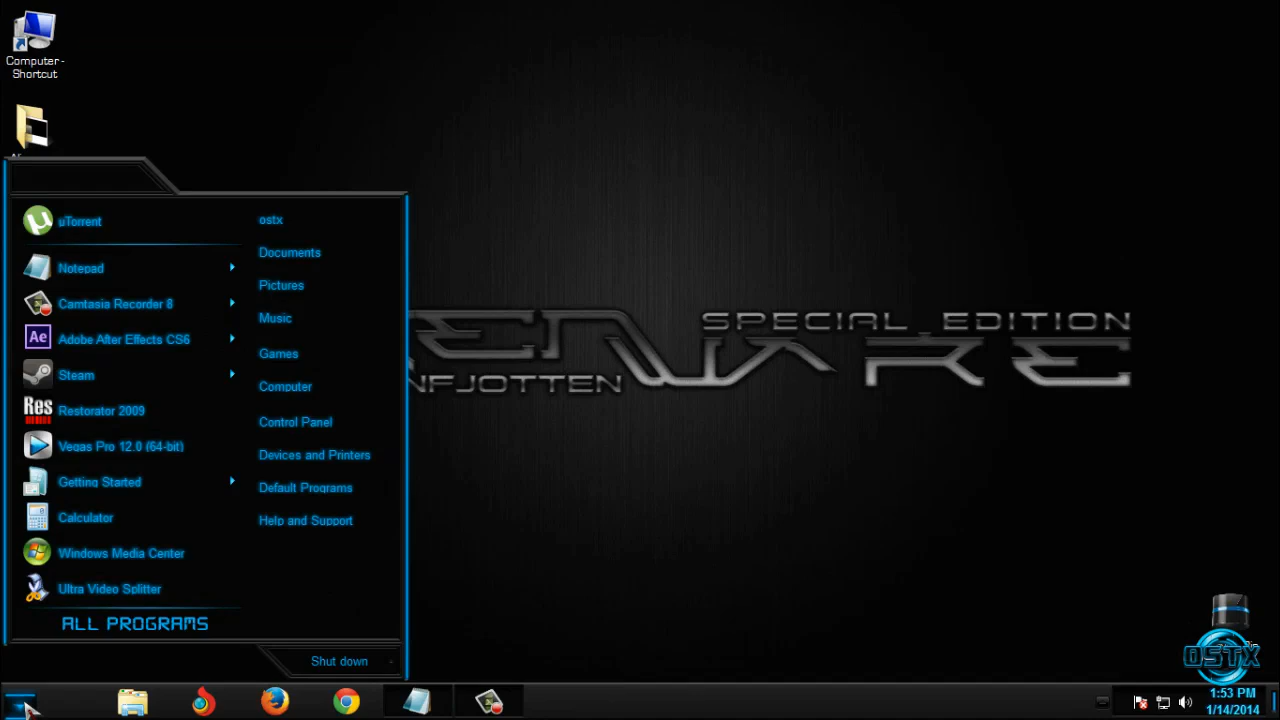 Computer -
Shortcut
uTorrent
Notepad
Camtasia Recorder 8
Adobe After Effects CS6
Steam
Restorator 2009
Vegas Pro 12.0 (64-bit)
Getting Started
Calculator
Windows Media Center
Ultra Video Splitter
ALL PROGRAMS
ostx
Documents
Pictures
Music
Games
Computer
Control Panel
Devices and Printers
Default Programs
Help and Support
Shut down
Ae
Res
SPECIAL EDITION
ENWARE
NFJOTTEN
OSTX
1:53 PM
1/14/2014